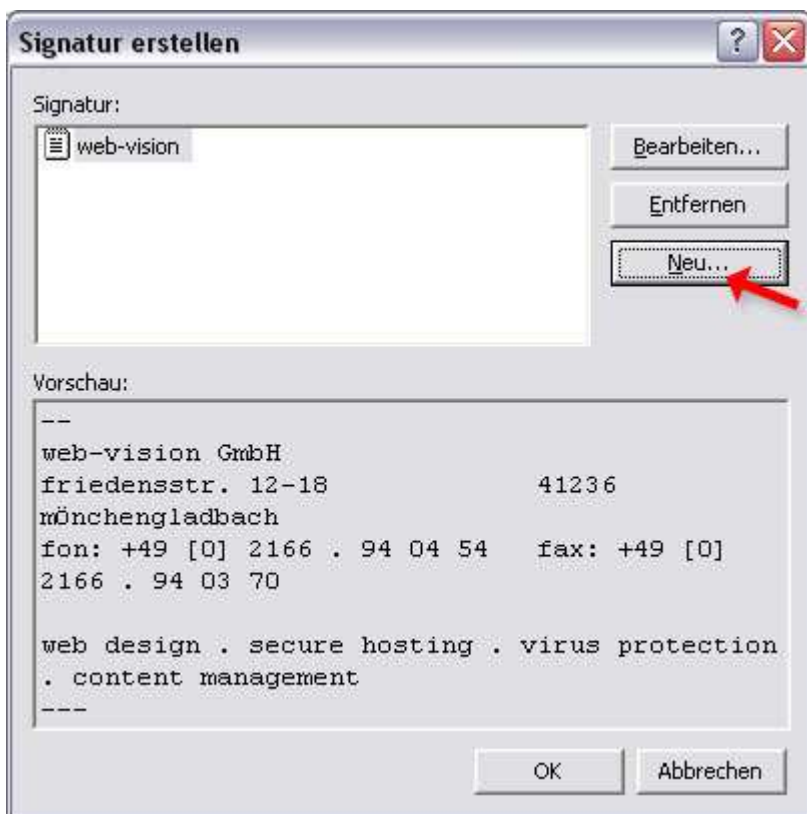 Signatur erstellen
?
Signatur:
web-vision
Bearbeiten...
Entfernen
Neu...
Vorschau:
--
web-vision GmbH
friedensstr. 12-18 41236
mönchengladbach
fon: +49 [0] 2166 . 94 04 54 fax: +49 [0]
2166 . 94 03 70
web design . secure hosting . virus protection
. content management
---
OK
Abbrechen